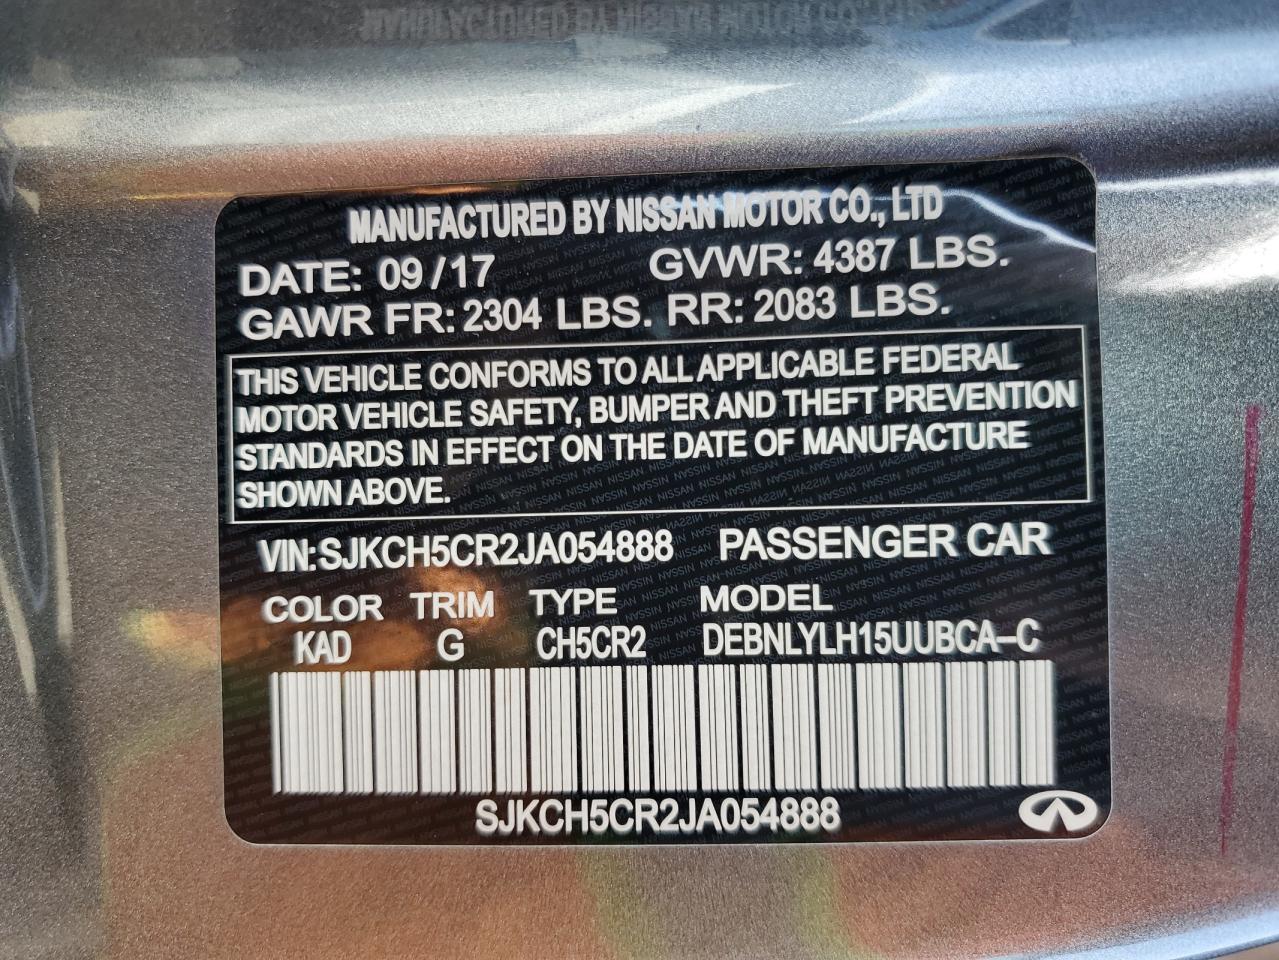 MANUFACTURED BY NISSAN MOTOR CO., LTD
DATE: 09/17 GVWR: 4387 LBS.
GAWR FR: 2304 LBS. RR: 2083 LBS.
THIS VEHICLE CONFORMS TO ALL APPLICABLE FEDERAL
MOTOR VEHICLE SAFETY, BUMPER AND THEFT PREVENTION
STANDARDS IN EFFECT ON THE DATE OF MANUFACTURE
SHOWN ABOVE.
VIN: SJKCH5CR2JA054888 PASSENGER CAR
COLOR TRIM TYPE MODEL
KAD G CH5CR2 DEBNLYLH15UUBCA-C
SJKCH5CR2JA054888